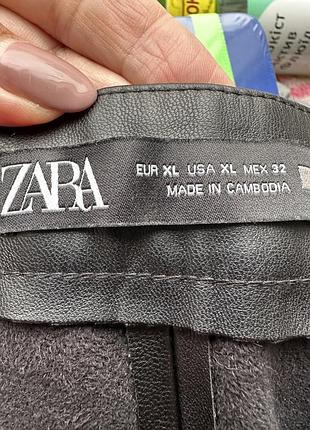 ZARA
EUR XL USA XL MEX 32
MADE IN CAMBODIA